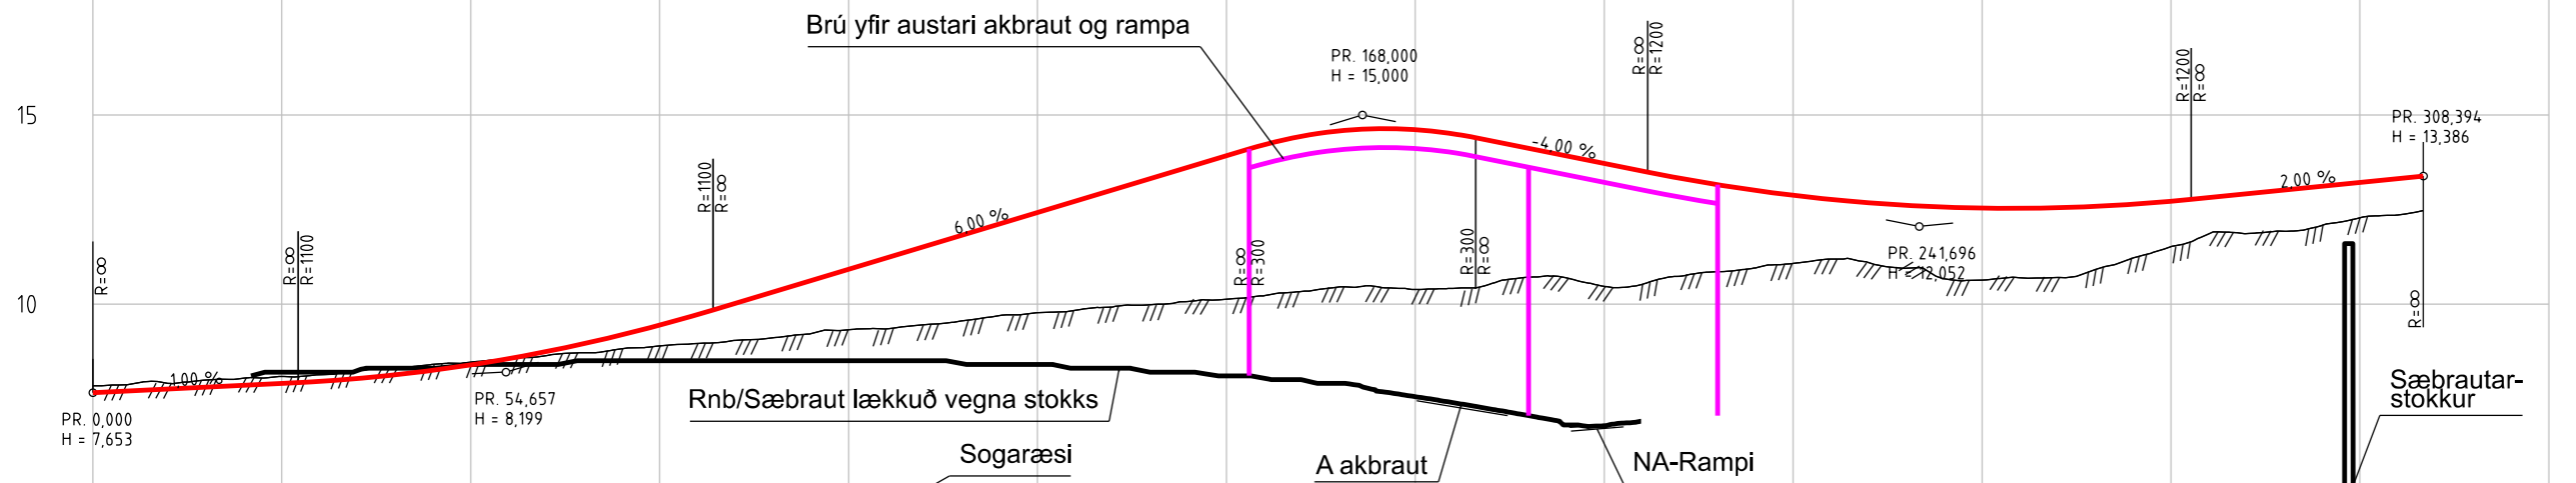 Brú yfir austari akbraut og rampa
PR. 168,000
H = 15,000
R=∞
R=1200
R=1200
R=∞
15
PR. 308,394
H = 13,386
-4,00 %
2,00 %
R=1100
R=∞
6,00 %
R=∞
R=1100
R=∞
R=∞
R=300
R=300
R=∞
PR. 241,696
H = 12,052
R=∞
10
1,00 %
PR. 0,000
H = 7,653
PR. 54,657
H = 8,199
Rnb/Sæbraut lækkuð vegna stokks
Sæbrautar-
stokkur
Sogaræsi
A akbraut
NA-Rampi